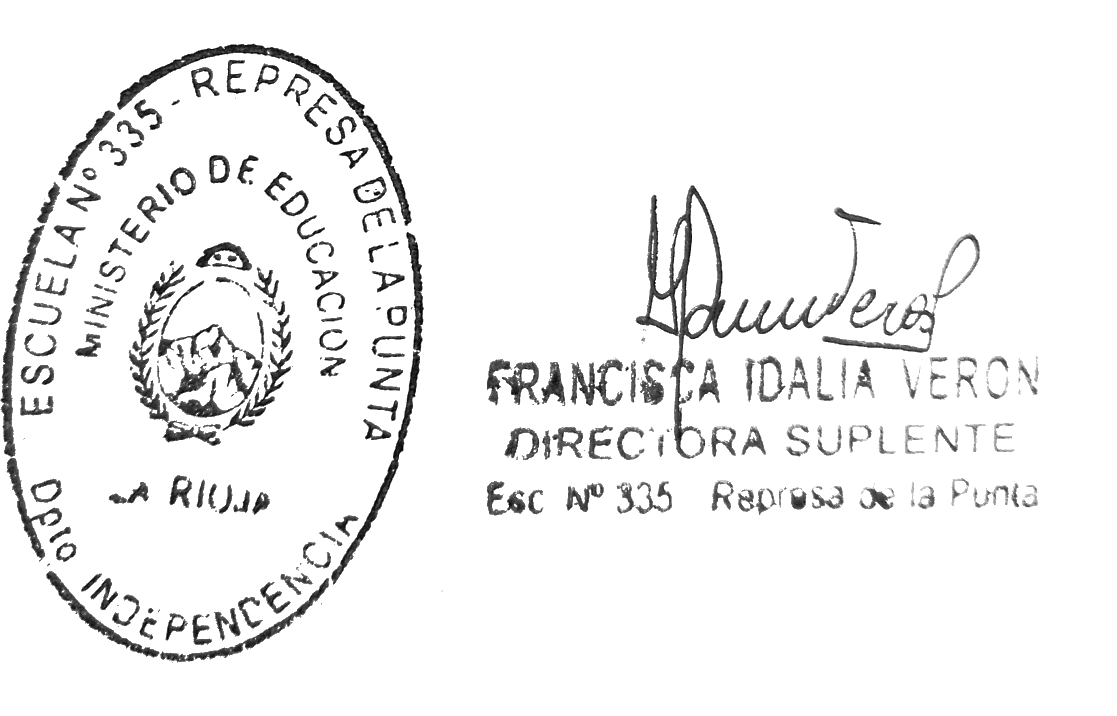 ESCUELA Nº 335 - REPRESA DE LA PUNTA
MINISTERIO DE EDUCACION
LA RIOJA
Dpto INDEPENDENCIA
FRANCISCA IDALIA VERON
DIRECTORA SUPLENTE
Esc Nº 335 Represa de la Punta